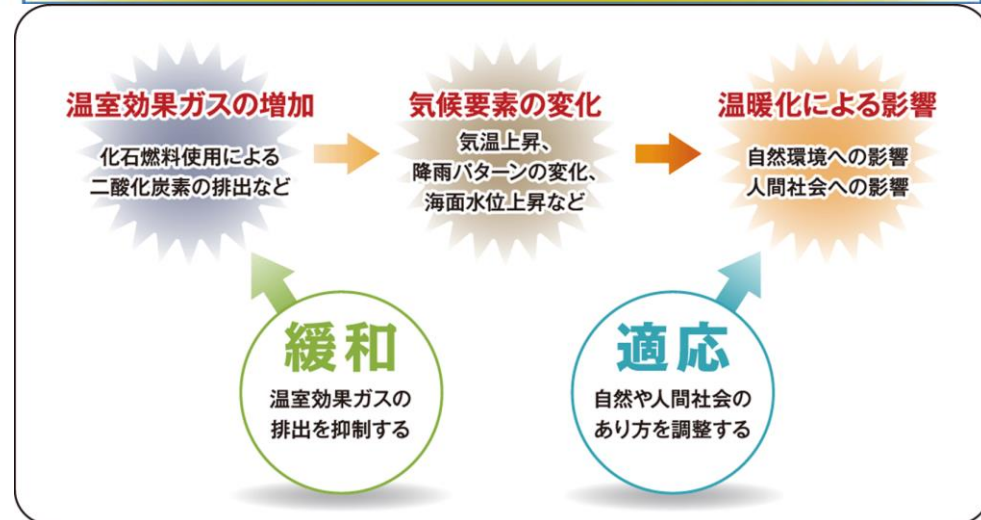 温室効果ガスの増加
化石燃料使用による
二酸化炭素の排出など
気候要素の変化
気温上昇、
降雨パターンの変化、
海面水位上昇など
温暖化による影響
自然環境への影響
人間社会への影響
緩和
温室効果ガスの
排出を抑制する
適応
自然や人間社会の
あり方を調整する